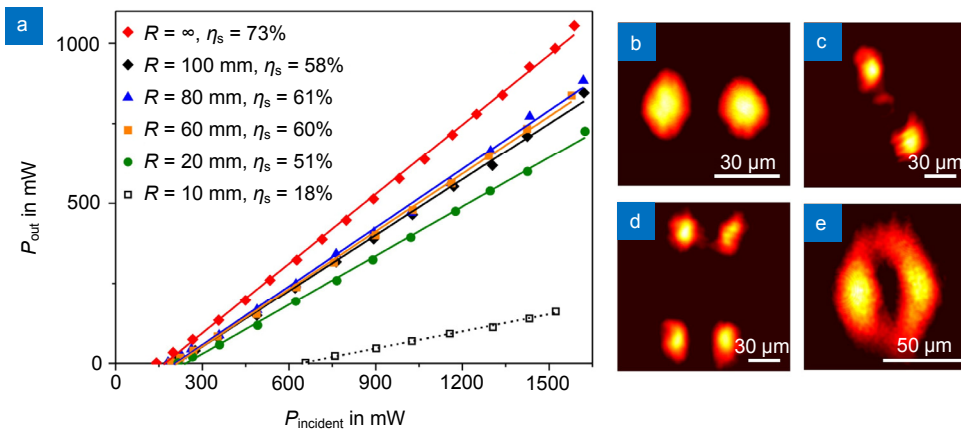 a
R = ∞, ηs = 73%
R = 100 mm, ηs = 58%
R = 80 mm, ηs = 61%
R = 60 mm, ηs = 60%
R = 20 mm, ηs = 51%
R = 10 mm, ηs = 18%
1000
500
0
Pout in mW
0 300 600 900 1200 1500
Pincident in mW
b
30 µm
c
30 µm
d
30 µm
e
50 µm